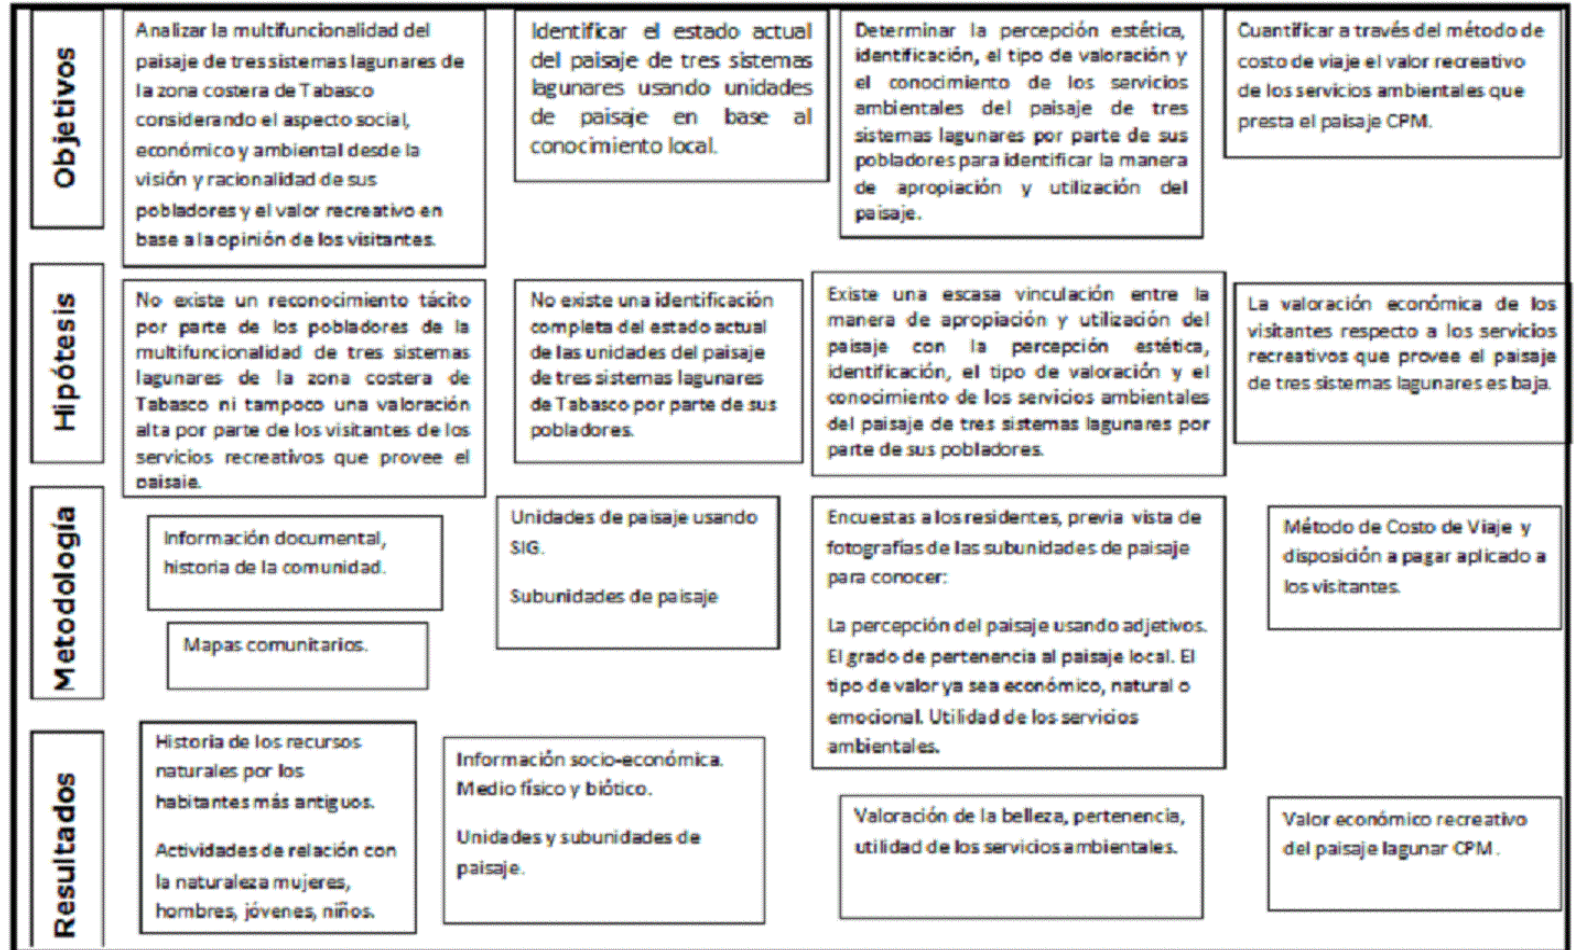 Objetivos
Analizar la multifuncionalidad del
paisaje de tres sistemas lagunares de
la zona costera de Tabasco
considerando el aspecto social,
económico y ambiental desde la
visión y racionalidad de sus
pobladores y el valor recreativo en
base a la opinión de los visitantes.
Identificar el estado actual
del paisaje de tres sistemas
lagunares usando unidades
de paisaje en base al
conocimiento local.
Determinar la percepción estética,
identificación, el tipo de valoración y
el conocimiento de los servicios
ambientales del paisaje de tres
sistemas lagunares por parte de sus
pobladores para identificar la manera
de apropiación y utilización del
paisaje.
Cuantificar a través del método de
costo de viaje el valor recreativo
de los servicios ambientales que
presta el paisaje CPM.
Hipótesis
No existe un reconocimiento tácito
por parte de los pobladores de la
multifuncionalidad de tres sistemas
lagunares de la zona costera de
Tabasco ni tampoco una valoración
alta por parte de los visitantes de los
servicios recreativos que provee el
paisaje.
No existe una identificación
completa del estado actual
de las unidades del paisaje
de tres sistemas lagunares
de Tabasco por parte de sus
pobladores.
Existe una escasa vinculación entre la
manera de apropiación y utilización del
paisaje con la percepción estética,
identificación, el tipo de valoración y el
conocimiento de los servicios ambientales
del paisaje de tres sistemas lagunares por
parte de sus pobladores.
La valoración económica de los
visitantes respecto a los servicios
recreativos que provee el paisaje
de tres sistemas lagunares es baja.
Metodología
Información documental,
historia de la comunidad.
Mapas comunitarios.
Unidades de paisaje usando
SIG.
Subunidades de paisaje
Encuestas a los residentes, previa vista de
fotografías de las subunidades de paisaje
para conocer:
La percepción del paisaje usando adjetivos.
El grado de pertenencia al paisaje local. El
tipo de valor ya sea económico, natural o
emocional. Utilidad de los servicios
ambientales.
Método de Costo de Viaje y
disposición a pagar aplicado a
los visitantes.
Resultados
Historia de los recursos
naturales por los
habitantes más antiguos.
Actividades de relación con
la naturaleza mujeres,
hombres, jóvenes, niños.
Información socio-económica.
Medio físico y biótico.
Unidades y subunidades de
paisaje.
Valoración de la belleza, pertenencia,
utilidad de los servicios ambientales.
Valor económico recreativo
del paisaje lagunar CPM.